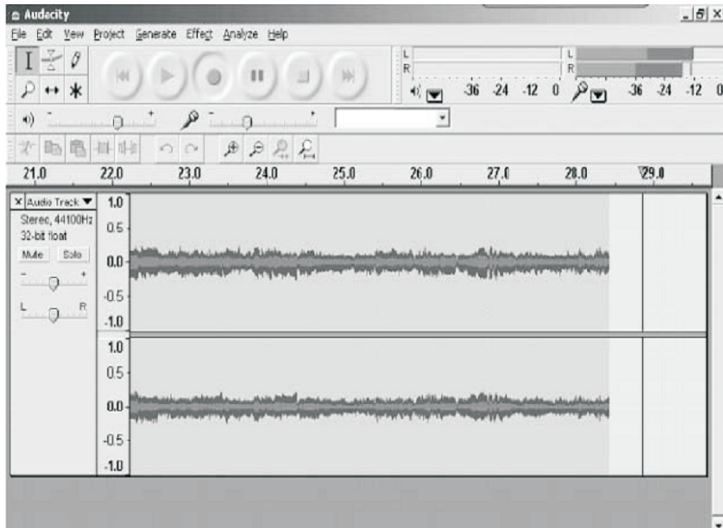 Audacity
File Edit View Project Generate Effect Analyze Help
L
R
-36 -24 -12 0
L
R
-36 -24 -12 0
- +
- +
21.0 22.0 23.0 24.0 25.0 26.0 27.0 28.0 29.0
X Audio Track
Stereo, 44100Hz
32-bit float
Mute Solo
- +
L R
1.0
0.5
0.0
-0.5
-1.0
1.0
0.5
0.0
-0.5
-1.0